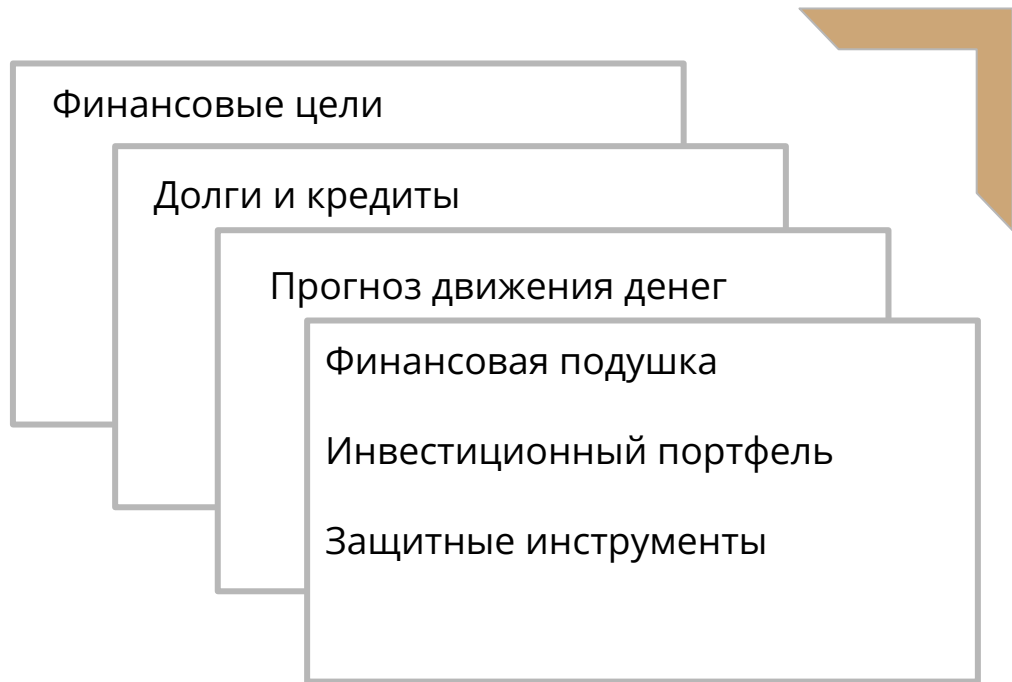 Финансовые цели
Долги и кредиты
Прогноз движения денег
Финансовая подушка
Инвестиционный портфель
Защитные инструменты